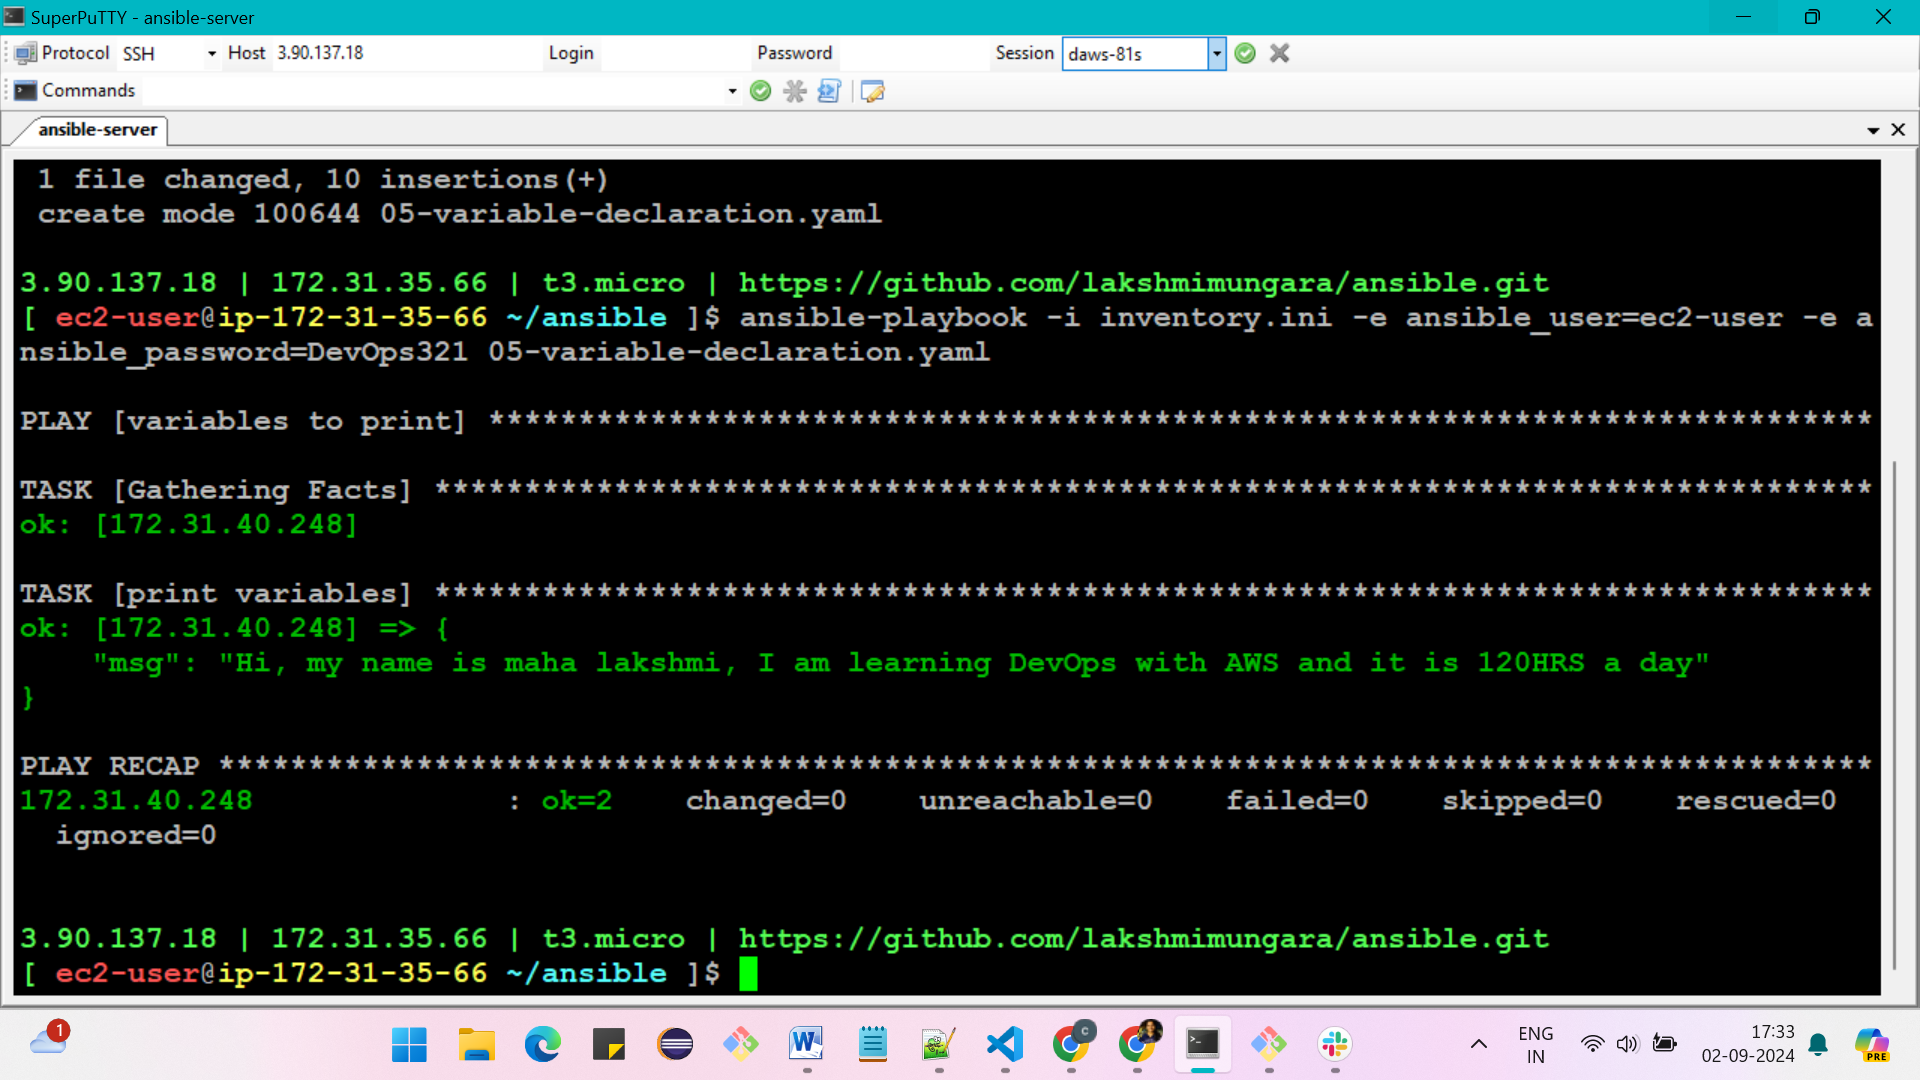 SuperPuTTY - ansible-server
Protocol SSH Host 3.90.137.18 Login Password Session daws-81s
Commands
ansible-server
1 file changed, 10 insertions(+)
create mode 100644 05-variable-declaration.yaml
3.90.137.18 | 172.31.35.66 | t3.micro | https://github.com/lakshmimungara/ansible.git
[ ec2-user@ip-172-31-35-66 ~/ansible ]$ ansible-playbook -i inventory.ini -e ansible_user=ec2-user -e a
nsible_password=DevOps321 05-variable-declaration.yaml
PLAY [variables to print] *****************************************************************************
TASK [Gathering Facts] ********************************************************************************
ok: [172.31.40.248]
TASK [print variables] ********************************************************************************
ok: [172.31.40.248] => {
"msg": "Hi, my name is maha lakshmi, I am learning DevOps with AWS and it is 120HRS a day"
}
PLAY RECAP ********************************************************************************************
172.31.40.248 : ok=2 changed=0 unreachable=0 failed=0 skipped=0 rescued=0
ignored=0
3.90.137.18 | 172.31.35.66 | t3.micro | https://github.com/lakshmimungara/ansible.git
[ ec2-user@ip-172-31-35-66 ~/ansible ]$
1
W
C
ENG
IN
17:33
02-09-2024
PRE